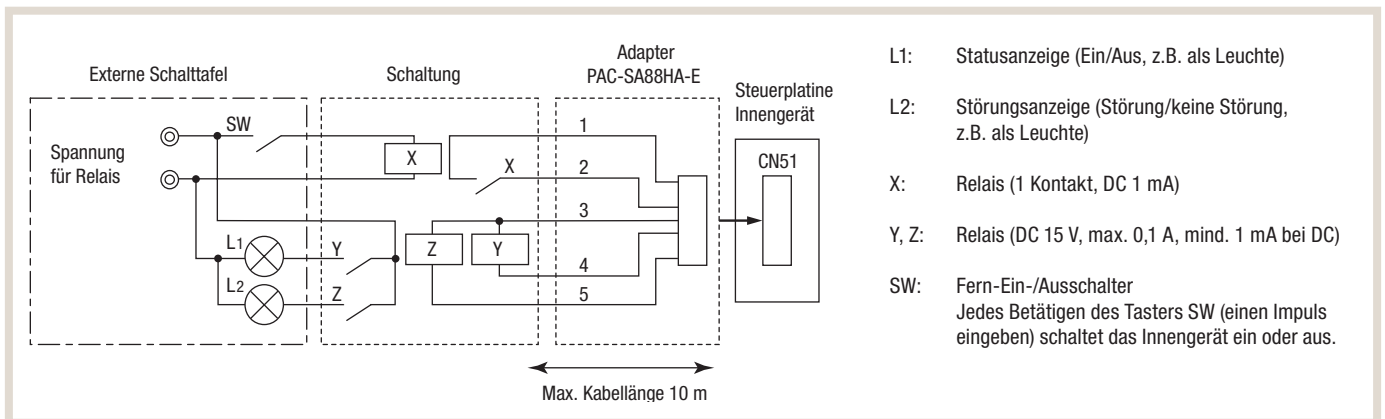 Externe Schalttafel
Schaltung
Adapter
PAC-SA88HA-E
Steuerplatine
Innengerät
SW
Spannung
für Relais
X
X
1
2
3
4
5
CN51
L1
L2
Y
Z
Z
Y
Max. Kabellänge 10 m
L1: Statusanzeige (Ein/Aus, z.B. als Leuchte)
L2: Störungsanzeige (Störung/keine Störung,
z.B. als Leuchte)
X: Relais (1 Kontakt, DC 1 mA)
Y, Z: Relais (DC 15 V, max. 0,1 A, mind. 1 mA bei DC)
SW: Fern-Ein-/Ausschalter
Jedes Betätigen des Tasters SW (einen Impuls
eingeben) schaltet das Innengerät ein oder aus.